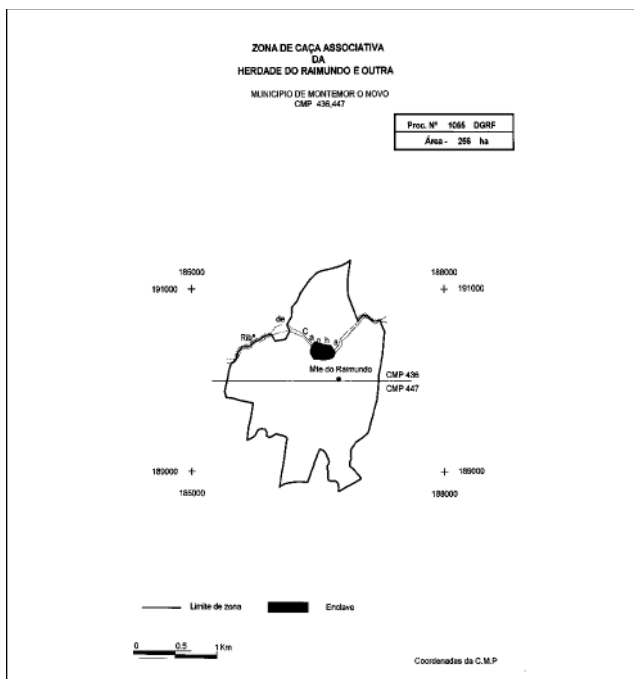 ZONA DE CAÇA ASSOCIATIVA
DA
HERDADE DO RAIMUNDO E OUTRA
MUNICIPIO DE MONTEMOR O NOVO
CMP 436,447
Proc. Nº 1065 DGRF
Área - 256 ha
185000
188000
191000
191000
Ribª de Canha
Mte do Raimundo
CMP 436
CMP 447
189000
189000
185000
188000
Limite de zona
Enclave
0 0.5 1 Km
Coordenadas da C.M.P